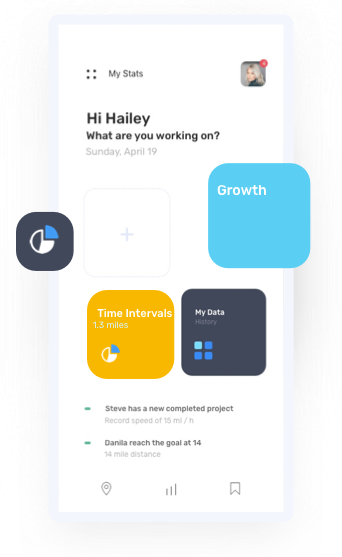 My Stats
Hi Hailey
What are you working on?
Sunday, April 19
Growth
+
Time Intervals
1.3 miles
My Data
History
Steve has a new completed project
Record speed of 15 ml / h
Danila reach the goal at 14
14 mile distance